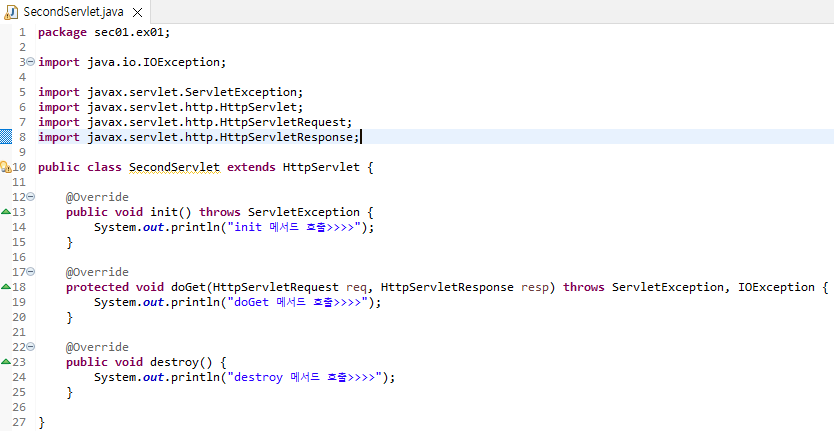 SecondServlet.java
1 package sec01.ex01;
2
3 import java.io.IOException;
4
5 import javax.servlet.ServletException;
6 import javax.servlet.http.HttpServlet;
7 import javax.servlet.http.HttpServletRequest;
8 import javax.servlet.http.HttpServletResponse;
9
10 public class SecondServlet extends HttpServlet {
11
12     @Override
13     public void init() throws ServletException {
14         System.out.println("init 메서드 호출>>>>");
15     }
16
17     @Override
18     protected void doGet(HttpServletRequest req, HttpServletResponse resp) throws ServletException, IOException {
19         System.out.println("doGet 메서드 호출>>>>");
20     }
21
22     @Override
23     public void destroy() {
24         System.out.println("destroy 메서드 호출>>>>");
25     }
26
27 }